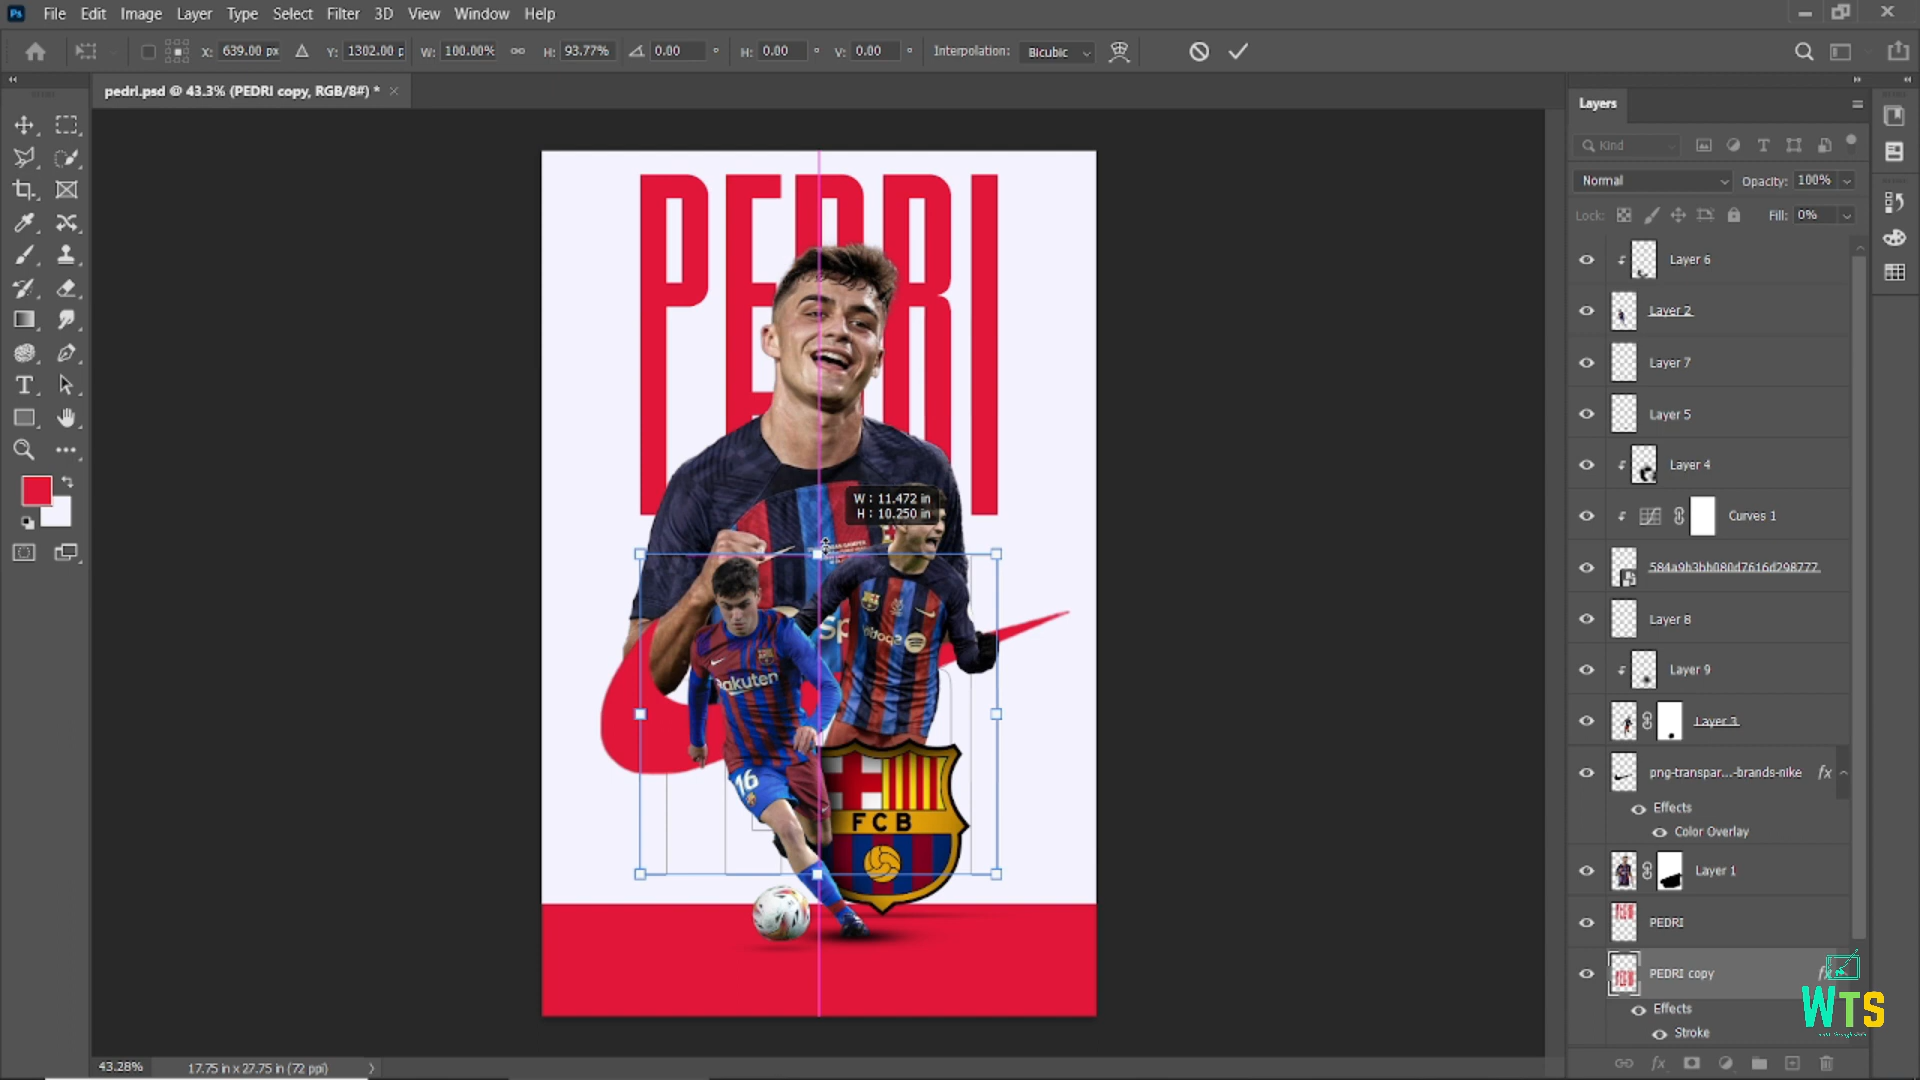 Ps File Edit Image Layer Type Select Filter 3D View Window Help
X: 639.00 px Y: 1302.00 p W: 100.00% H: 93.77% 0.00 ° H: 0.00 ° V: 0.00 ° Interpolation: Bicubic
pedri.psd @ 43.3% (PEDRI copy, RGB/8#) * ×
Layers
Kind
Normal Opacity: 100%
Lock: Fill: 0%
Layer 6
Layer 2
Layer 7
Layer 5
Layer 4
Curves 1
584a9b3bb080d7616d298777
Layer 8
Layer 9
Layer 3
png-transpar...-brands-nike fx
Effects
Color Overlay
Layer 1
PEDRI
PEDRI copy
Effects
Stroke
PEDRI
W : 11.472 in
H : 10.250 in
Spotify
Rakuten
16
FCB
WTS
43.28% 17.75 in x 27.75 in (72 ppi)